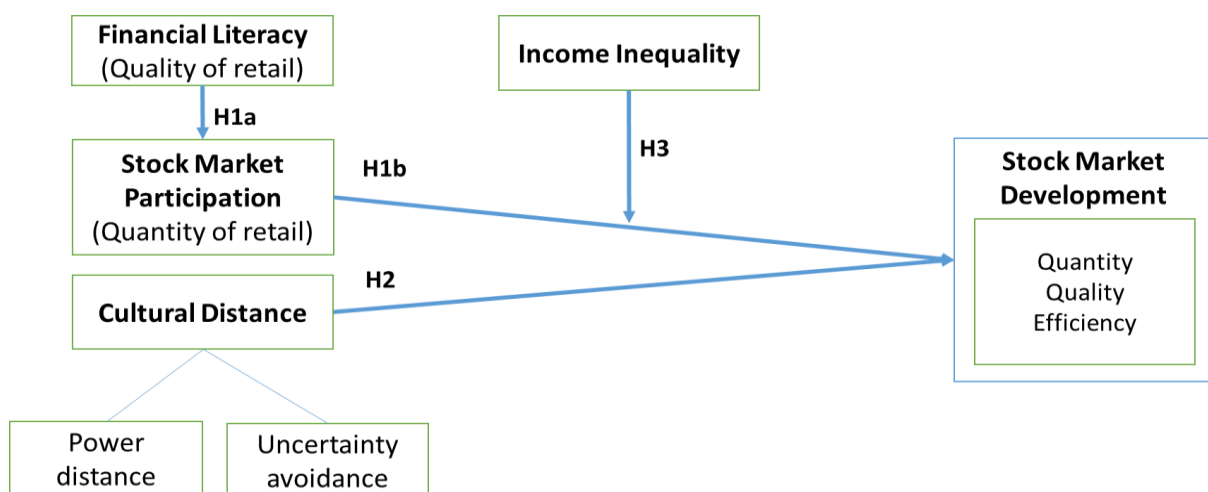 Financial Literacy
(Quality of retail)
H1a
Stock Market
Participation
(Quantity of retail)
H1b
Income Inequality
H3
Stock Market
Development
Quantity
Quality
Efficiency
H2
Cultural Distance
Power
distance
Uncertainty
avoidance